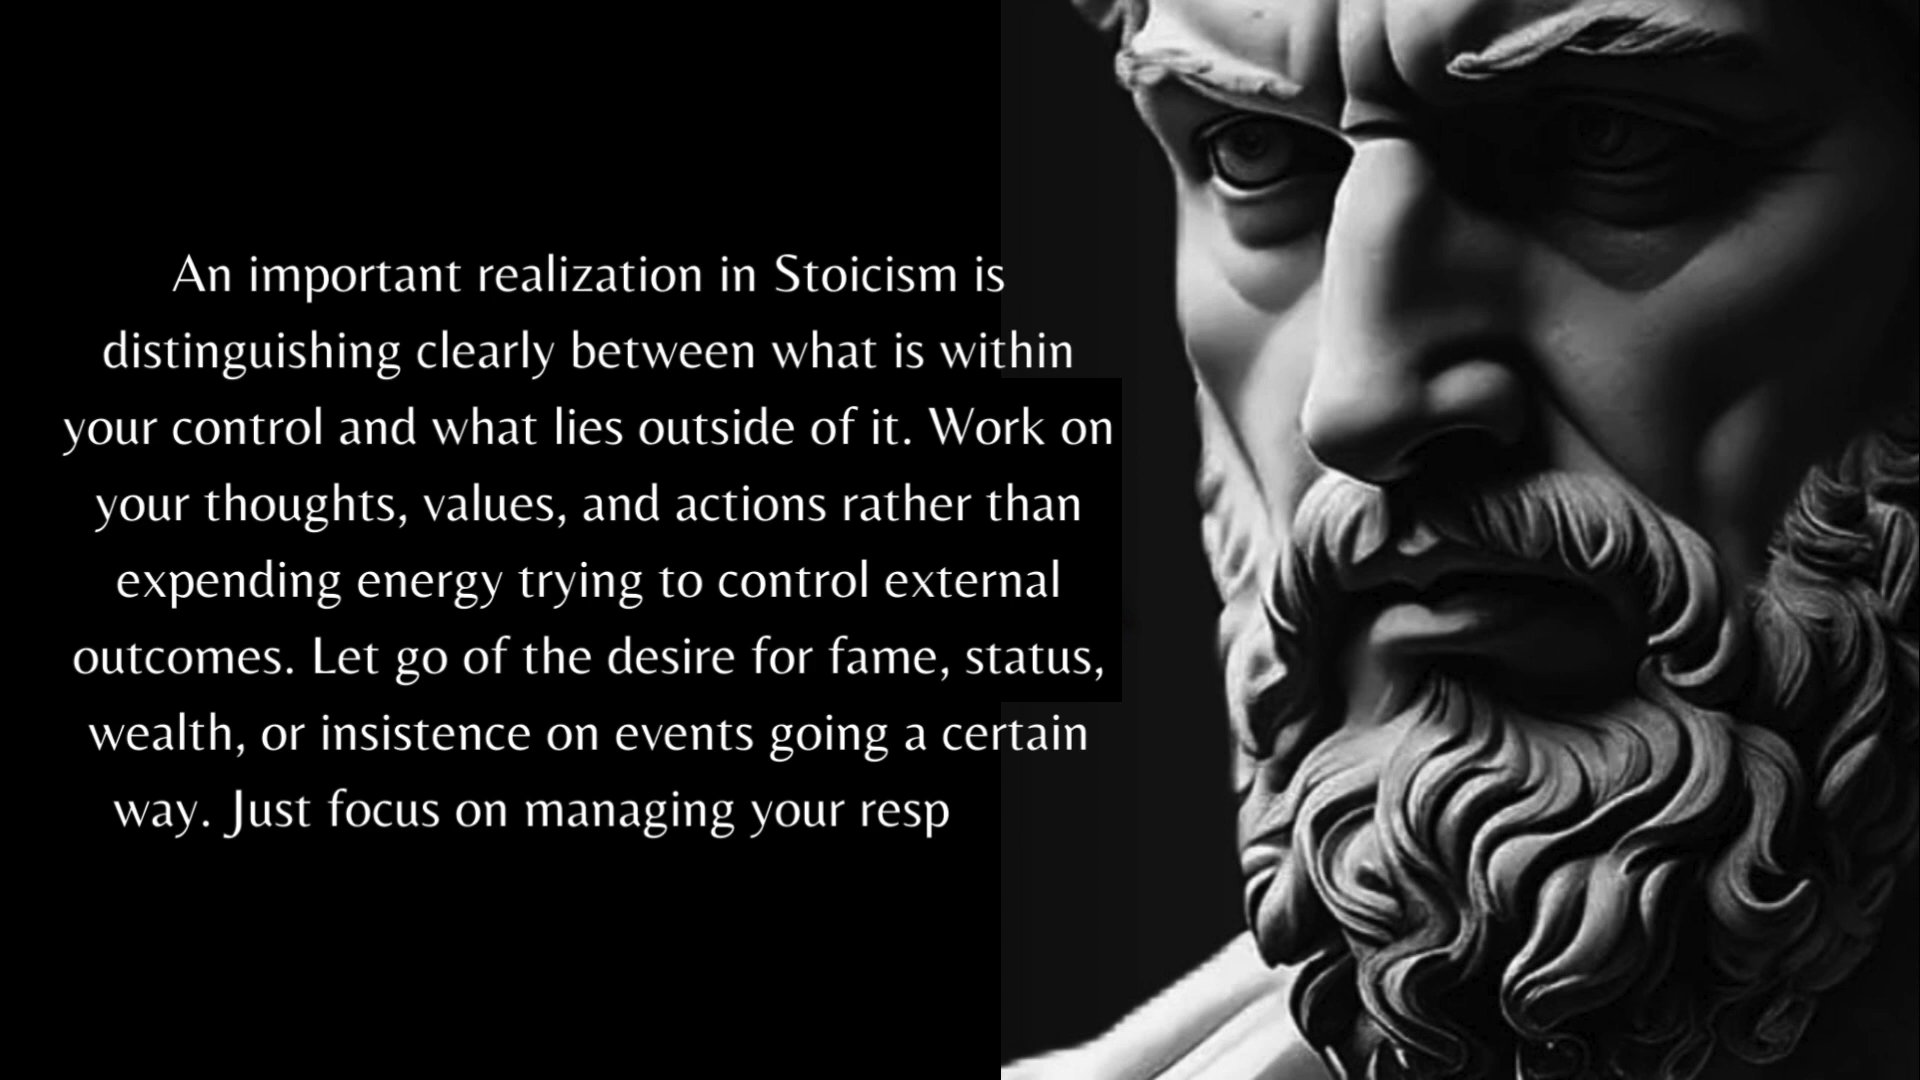 An important realization in Stoicism is
distinguishing clearly between what is within
your control and what lies outside of it. Work on
your thoughts, values, and actions rather than
expending energy trying to control external
outcomes. Let go of the desire for fame, status,
wealth, or insistence on events going a certain
way. Just focus on managing your resp